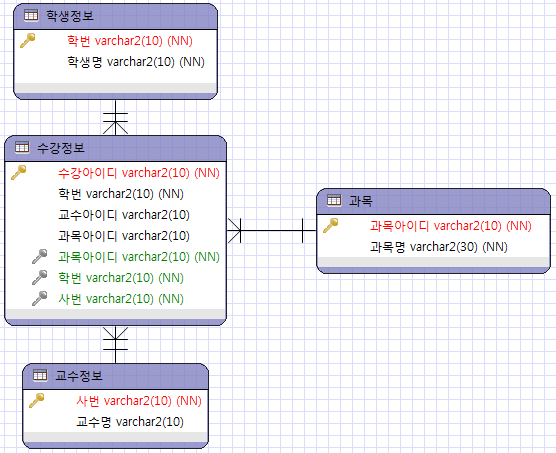 학생정보
학번 varchar2(10) (NN)
학생명 varchar2(10) (NN)
수강정보
수강아이디 varchar2(10) (NN)
학번 varchar2(10) (NN)
교수아이디 varchar2(10)
과목아이디 varchar2(10)
과목아이디 varchar2(10) (NN)
학번 varchar2(10) (NN)
사번 varchar2(10) (NN)
과목
과목아이디 varchar2(10) (NN)
과목명 varchar2(30) (NN)
교수정보
사번 varchar2(10) (NN)
교수명 varchar2(10)